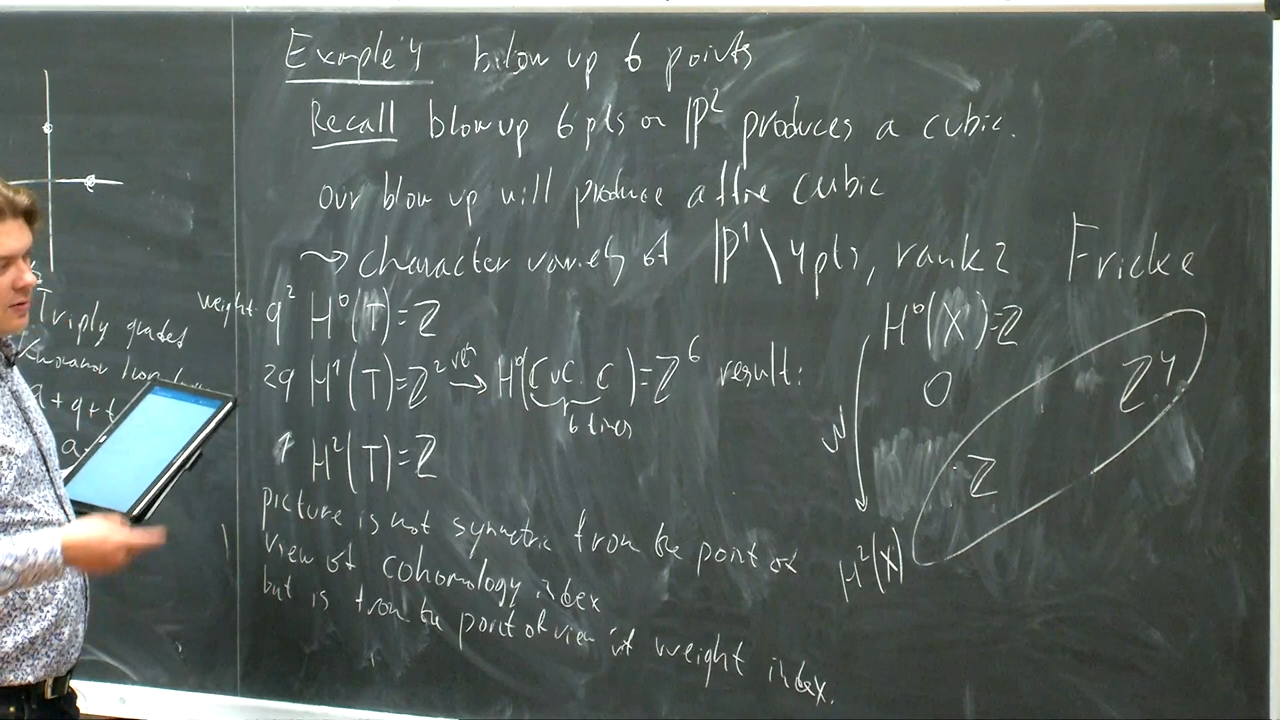 Example 4 bilow up 6 points
Recall blow up 6 pts on ℙ² produces a cubic.
our blow up will produce affine cubic
⇝ character variety of ℙ¹ \ 4 pts, rank 2 Fricke
weight q² H⁰(T) = ℤ
2q H¹(T) = ℤ² → H⁰(ℂ∪ℂ..ℂ) = ℤ⁶ result:
6 lines
1 H²(T) = ℤ
picture is not symmetric from the point of
view of cohomology index
but is from the point of view of weight index.
H⁰(X) = ℤ
0 ℤ⁴
W
ℤ
H²(X)
Triply graded